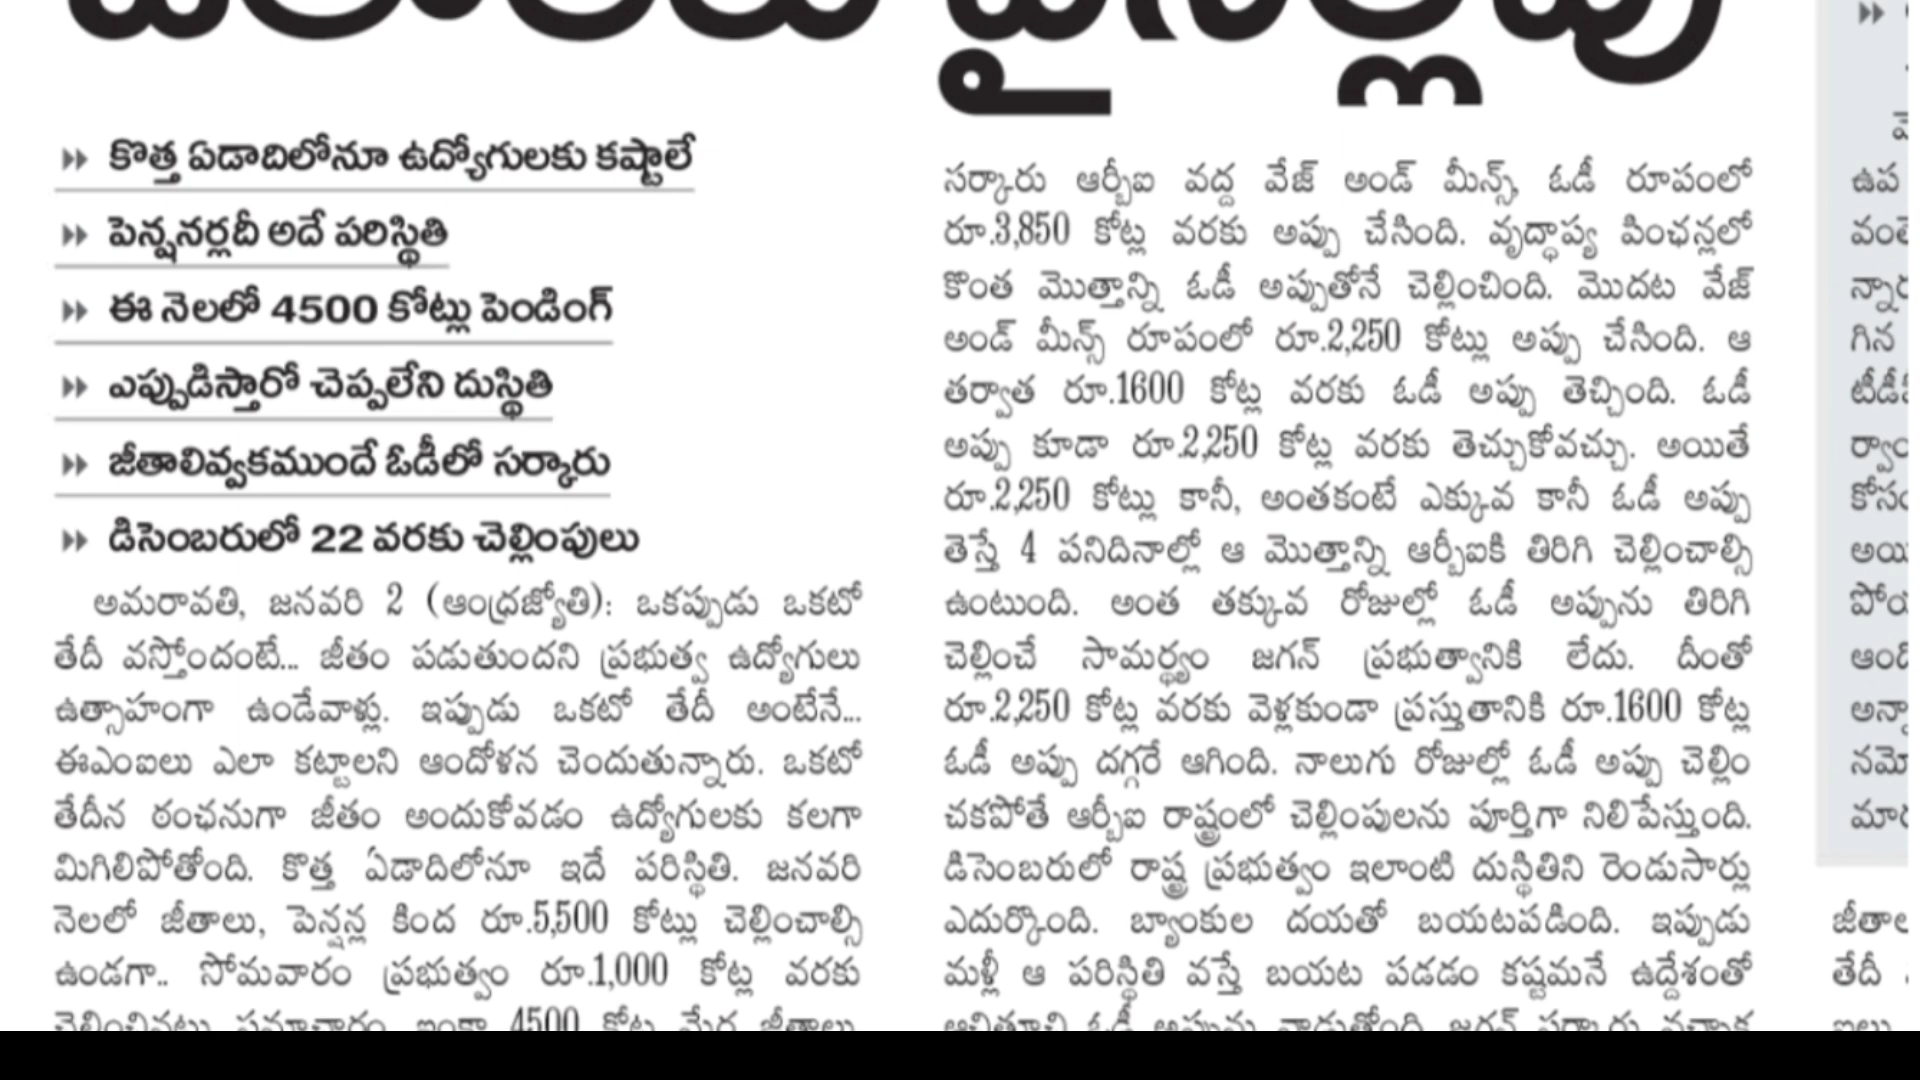 కొత్త ఏడాదిలోనూ ఉద్యోగులకు కష్టాలే
పెన్షనర్లదీ అదే పరిస్థితి
ఈ నెలలో 4500 కోట్లు పెండింగ్
ఎప్పుడిస్తారో చెప్పలేని దుస్థితి
జీతాలివ్వకముందే ఓడీలో సర్కారు
డిసెంబరులో 22 వరకు చెల్లింపులు
అమరావతి, జనవరి 2 (ఆంధ్రజ్యోతి): ఒకప్పుడు ఒకటో
తేదీ వస్తోందంటే... జీతం పడుతుందని ప్రభుత్వ ఉద్యోగులు
ఉత్సాహంగా ఉండేవాళ్లు. ఇప్పుడు ఒకటో తేదీ అంటేనే...
ఈఎంఐలు ఎలా కట్టాలని ఆందోళన చెందుతున్నారు. ఒకటో
తేదీన ఠంఛనుగా జీతం అందుకోవడం ఉద్యోగులకు కలగా
మిగిలిపోతోంది. కొత్త ఏడాదిలోనూ ఇదే పరిస్థితి. జనవరి
నెలలో జీతాలు, పెన్షన్ల కింద రూ.5,500 కోట్లు చెల్లించాల్సి
ఉండగా.. సోమవారం ప్రభుత్వం రూ.1,000 కోట్ల వరకు
చెల్లించినట్లు సమాచారం. ఇంకా 4500 కోట్ల మేర జీతాలు,
సర్కారు ఆర్బీఐ వద్ద వేజ్ అండ్ మీన్స్, ఓడీ రూపంలో
రూ.3,850 కోట్ల వరకు అప్పు చేసింది. వృద్ధాప్య పింఛన్లలో
కొంత మొత్తాన్ని ఓడీ అప్పుతోనే చెల్లించింది. మొదట వేజ్
అండ్ మీన్స్ రూపంలో రూ.2,250 కోట్లు అప్పు చేసింది. ఆ
తర్వాత రూ.1600 కోట్ల వరకు ఓడీ అప్పు తెచ్చింది. ఓడీ
అప్పు కూడా రూ.2,250 కోట్ల వరకు తెచ్చుకోవచ్చు. అయితే
రూ.2,250 కోట్లు కానీ, అంతకంటే ఎక్కువ కానీ ఓడీ అప్పు
తెస్తే 4 పనిదినాల్లో ఆ మొత్తాన్ని ఆర్బీఐకి తిరిగి చెల్లించాల్సి
ఉంటుంది. అంత తక్కువ రోజుల్లో ఓడీ అప్పును తిరిగి
చెల్లించే సామర్థ్యం జగన్ ప్రభుత్వానికి లేదు. దీంతో
రూ.2,250 కోట్ల వరకు వెళ్లకుండా ప్రస్తుతానికి రూ.1600 కోట్ల
ఓడీ అప్పు దగ్గరే ఆగింది. నాలుగు రోజుల్లో ఓడీ అప్పు చెల్లిం
చకపోతే ఆర్బీఐ రాష్ట్రంలో చెల్లింపులను పూర్తిగా నిలిపేస్తుంది.
డిసెంబరులో రాష్ట్ర ప్రభుత్వం ఇలాంటి దుస్థితిని రెండుసార్లు
ఎదుర్కొంది. బ్యాంకుల దయతో బయటపడింది. ఇప్పుడు
మళ్లీ ఆ పరిస్థితి వస్తే బయట పడడం కష్టమనే ఉద్దేశంతో
ఉప
గిన
తేదీ